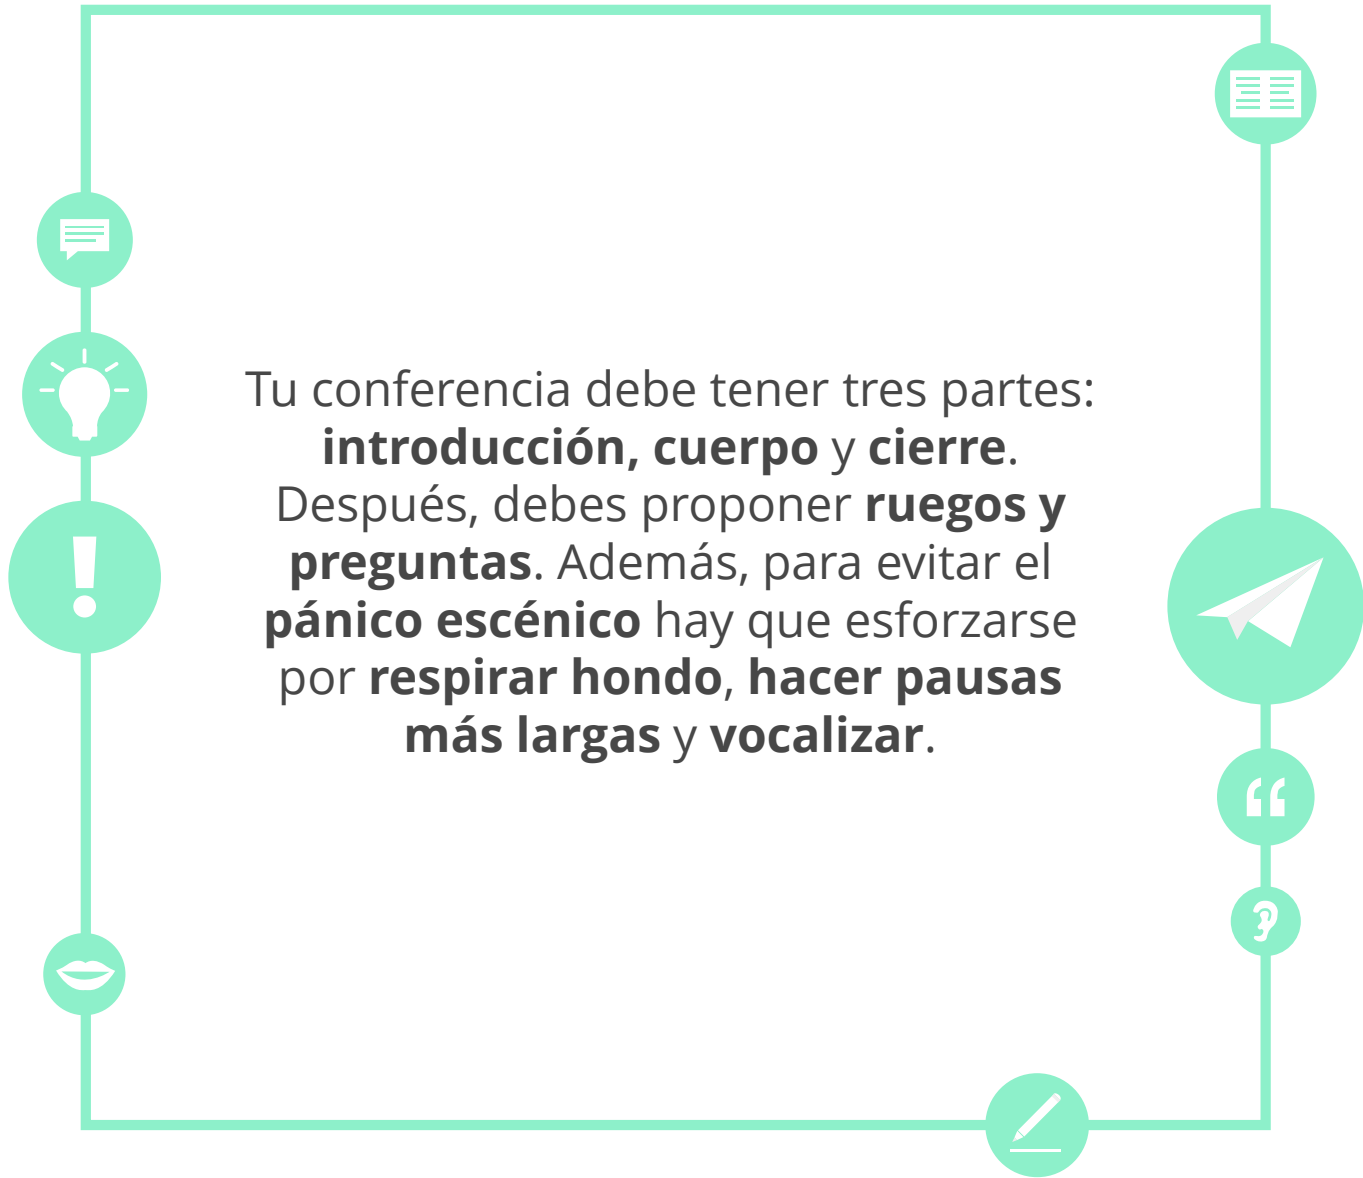 Tu conferencia debe tener tres partes:
introducción, cuerpo y cierre.
Después, debes proponer ruegos y
preguntas. Además, para evitar el
pánico escénico hay que esforzarse
por respirar hondo, hacer pausas
más largas y vocalizar.